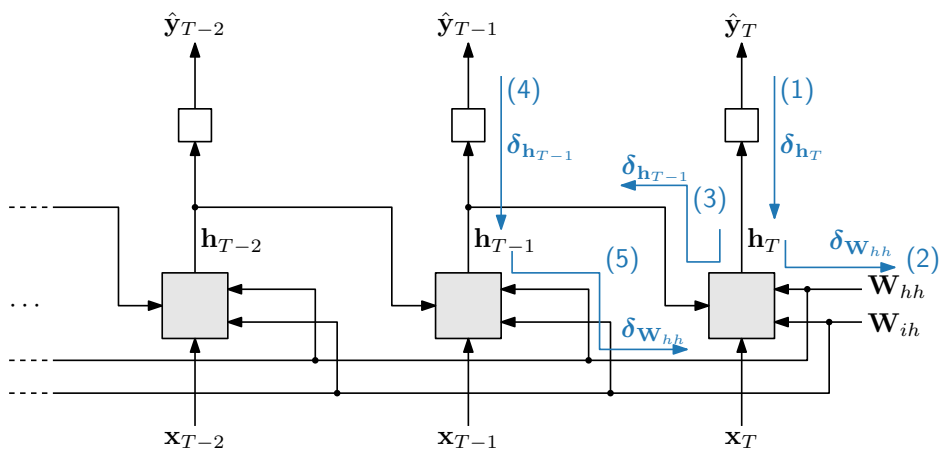 ŷ_{T−2} ŷ_{T−1} ŷ_T
(4) (1)
δ_{h_{T−1}} δ_{h_T}
δ_{h_{T−1}}
(3)
h_{T−2} h_{T−1} h_T δ_{W_{hh}}
(5) (2)
... W_{hh}
W_{ih}
δ_{W_{hh}}
x_{T−2} x_{T−1} x_T